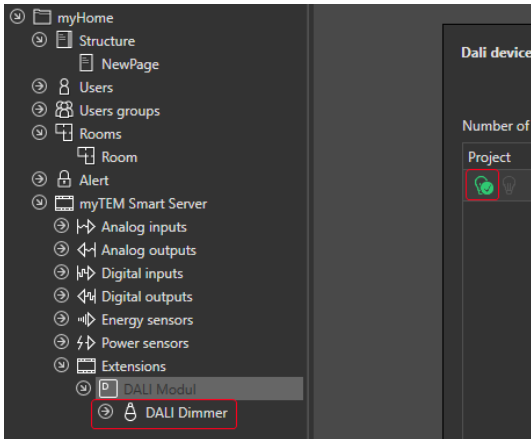 myHome
Structure
NewPage
Users
Users groups
Rooms
Room
Alert
myTEM Smart Server
Analog inputs
Analog outputs
Digital inputs
Digital outputs
Energy sensors
Power sensors
Extensions
D DALI Modul
DALI Dimmer
Dali device
Number of
Project